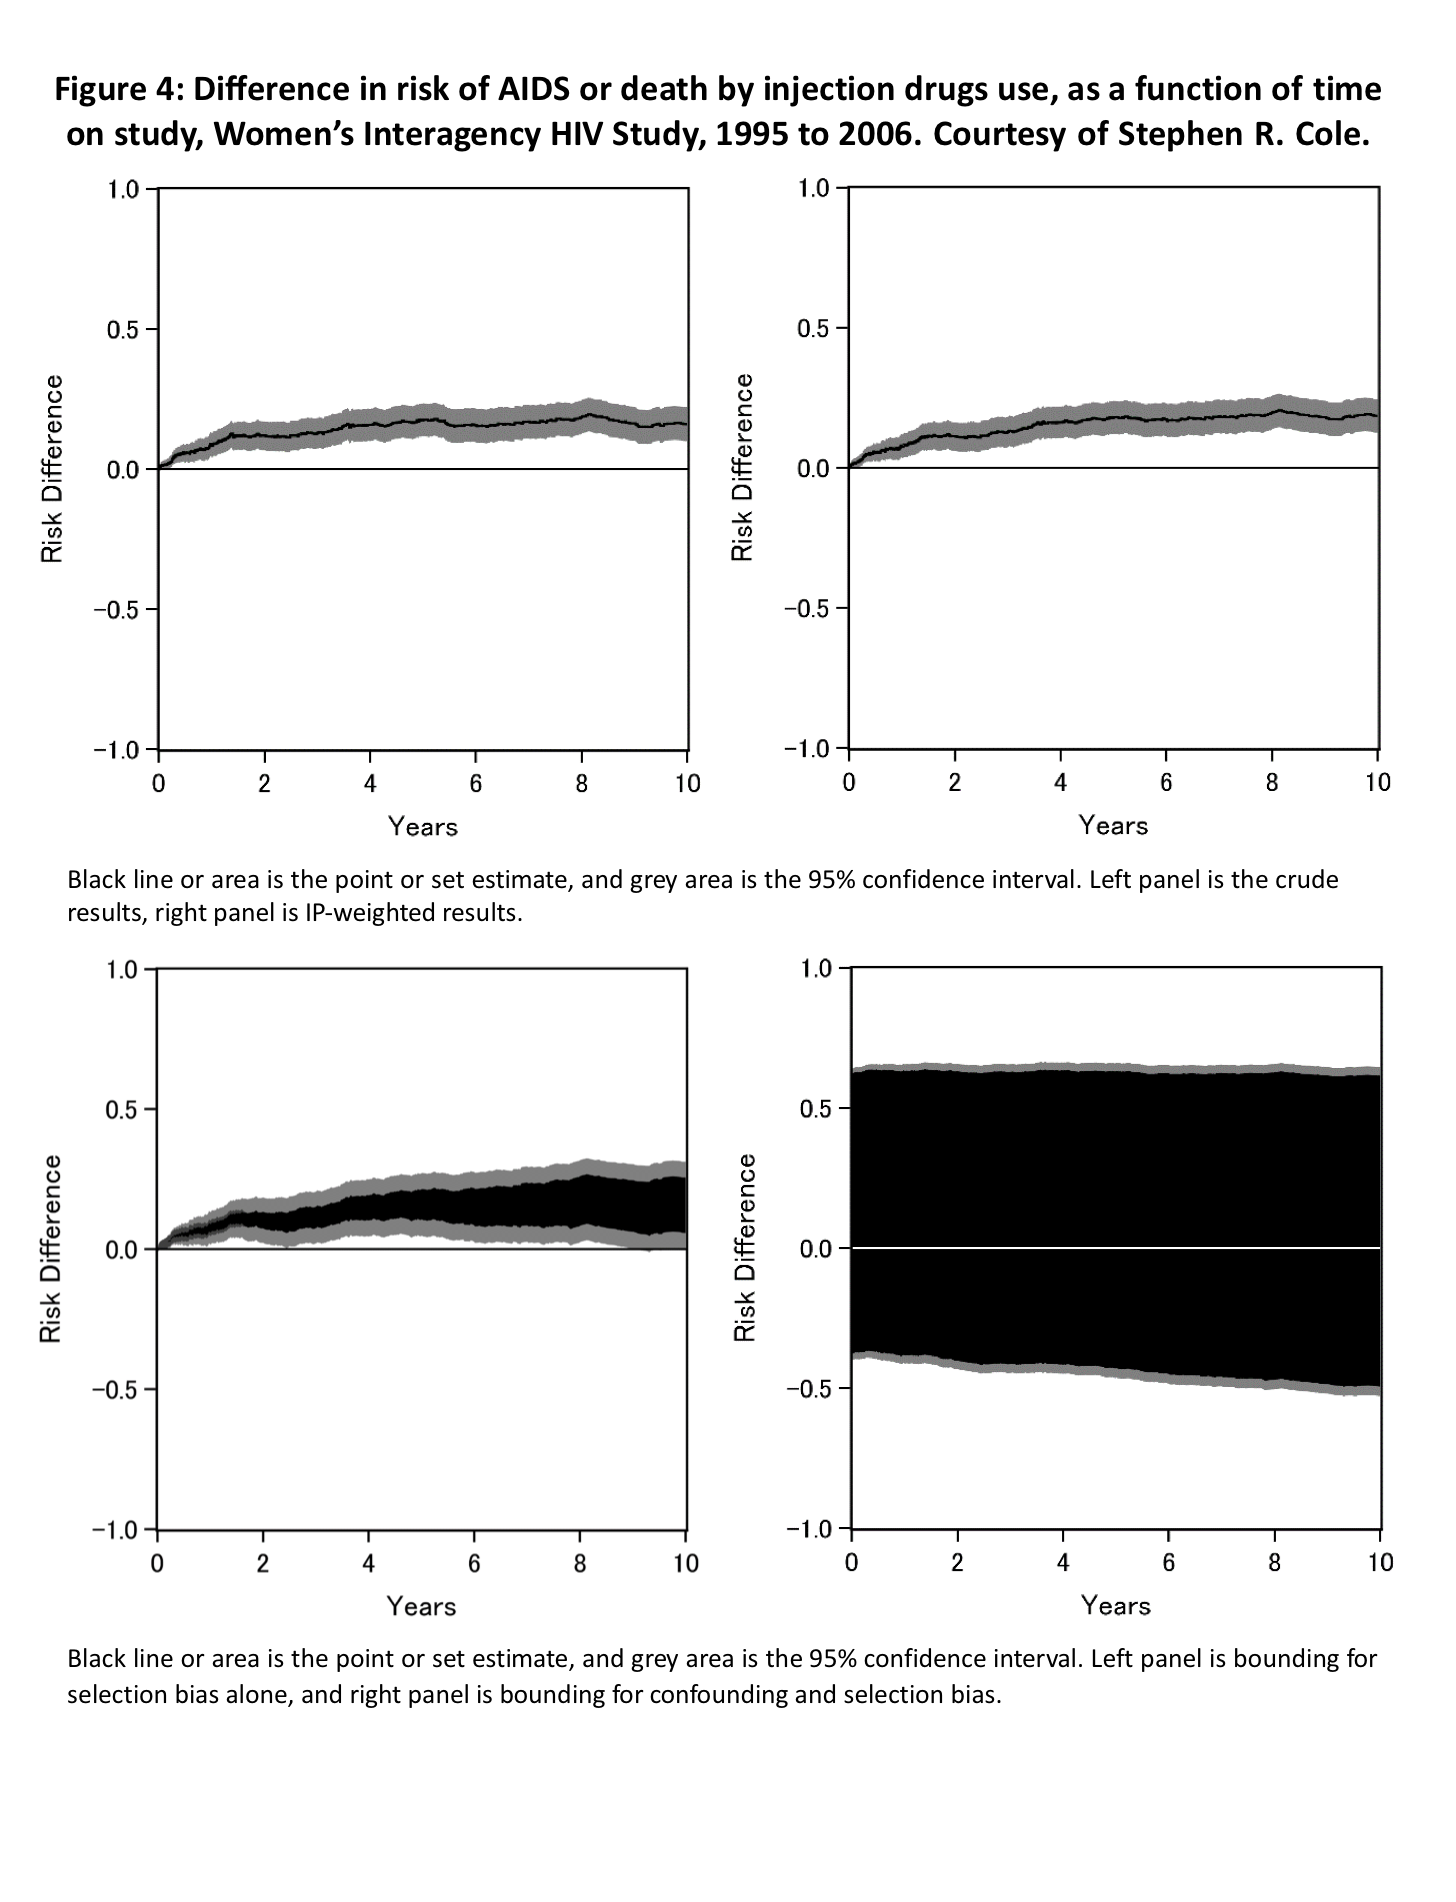 Figure 4: Difference in risk of AIDS or death by injection drugs use, as a function of time
on study, Women’s Interagency HIV Study, 1995 to 2006. Courtesy of Stephen R. Cole.
1.0
0.5
0.0
−0.5
−1.0
Risk Difference
0 2 4 6 8 10
Years
1.0
0.5
0.0
−0.5
−1.0
Risk Difference
0 2 4 6 8 10
Years
Black line or area is the point or set estimate, and grey area is the 95% confidence interval. Left panel is the crude
results, right panel is IP-weighted results.
1.0
0.5
0.0
−0.5
−1.0
Risk Difference
0 2 4 6 8 10
Years
1.0
0.5
0.0
−0.5
−1.0
Risk Difference
0 2 4 6 8 10
Years
Black line or area is the point or set estimate, and grey area is the 95% confidence interval. Left panel is bounding for
selection bias alone, and right panel is bounding for confounding and selection bias.